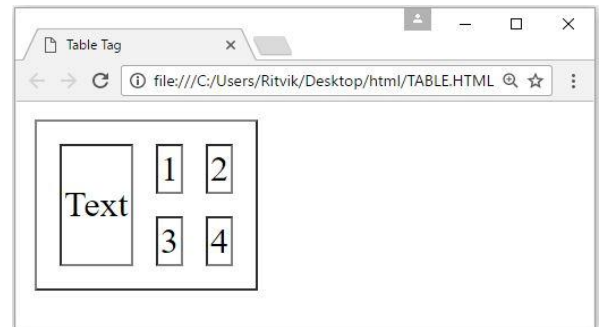 Table Tag
file:///C:/Users/Ritvik/Desktop/html/TABLE.HTML
Text 1 2
3 4